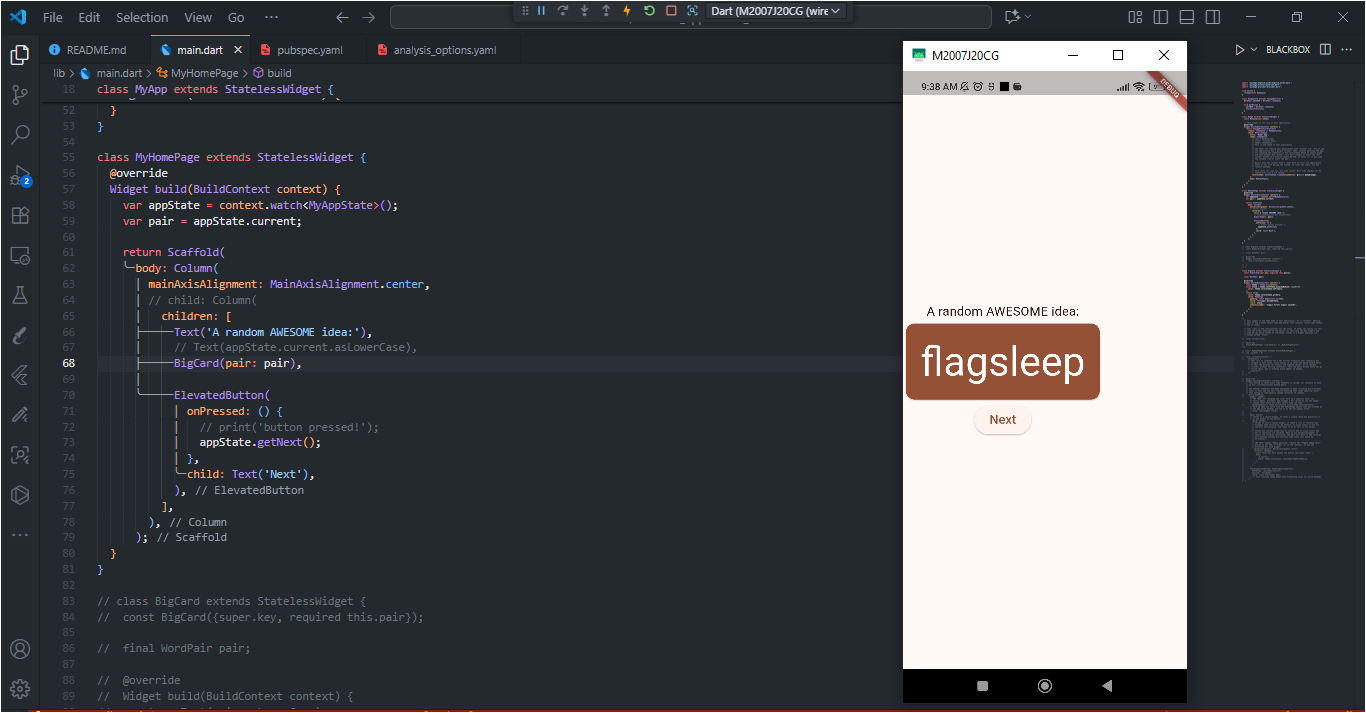 File Edit Selection View Go ···
Dart (M2007J20CG (wire
README.md main.dart pubspec.yaml analysis_options.yaml
BLACKBOX
lib > main.dart > MyHomePage > build
18 class MyApp extends StatelessWidget {
52 }
53 }
54
55 class MyHomePage extends StatelessWidget {
56 @override
57 Widget build(BuildContext context) {
58 var appState = context.watch<MyAppState>();
59 var pair = appState.current;
60
61 return Scaffold(
62 body: Column(
63 mainAxisAlignment: MainAxisAlignment.center,
64 // child: Column(
65 children: [
66 Text('A random AWESOME idea:'),
67 // Text(appState.current.asLowerCase),
68 BigCard(pair: pair),
69
70 ElevatedButton(
71 onPressed: () {
72 // print('button pressed!');
73 appState.getNext();
74 },
75 child: Text('Next'),
76 ), // ElevatedButton
77 ],
78 ), // Column
79 ); // Scaffold
80 }
81 }
82
83 // class BigCard extends StatelessWidget {
84 // const BigCard({super.key, required this.pair});
85
86 // final WordPair pair;
87
88 // @override
89 // Widget build(BuildContext context) {
2
M2007J20CG
9:38 AM
DEBUG
A random AWESOME idea:
flagsleep
Next